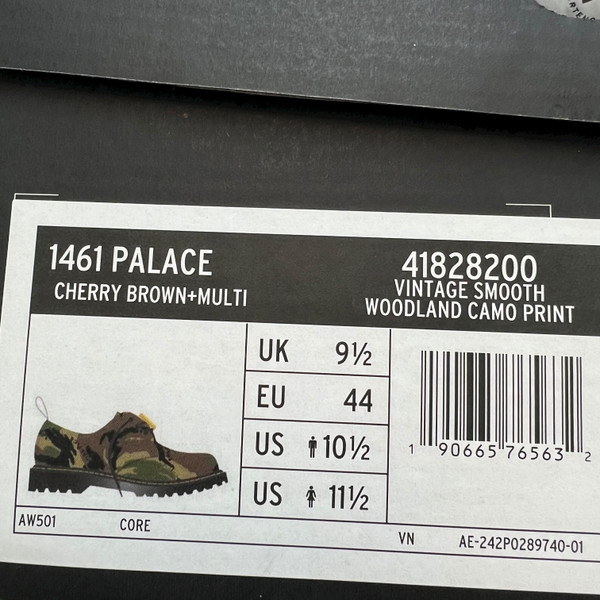 1461 PALACE
CHERRY BROWN+MULTI
41828200
VINTAGE SMOOTH
WOODLAND CAMO PRINT
UK 9½
EU 44
US 10½
US 11½
1 90665 76563 2
AW501 CORE
VN AE-242P0289740-01